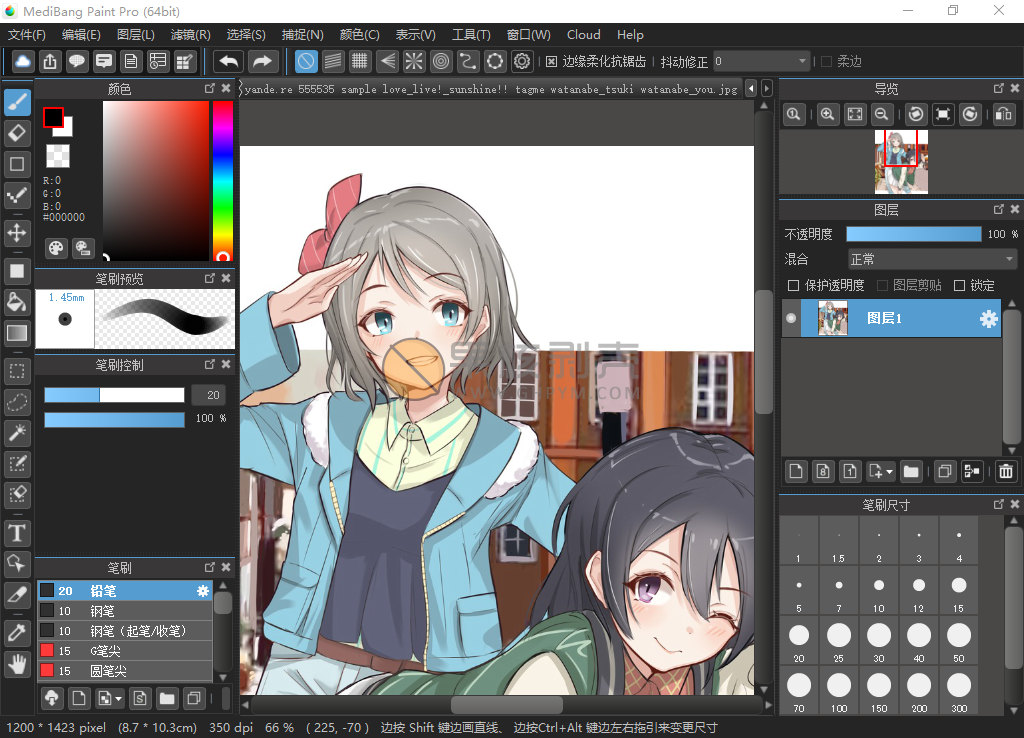 MediBang Paint Pro (64bit)
文件(F) 编辑(E) 图层(L) 滤镜(R) 选择(S) 捕捉(N) 颜色(C) 表示(V) 工具(T) 窗口(W) Cloud Help
边缘柔化抗锯齿 抖动修正 0 柔边
颜色
yande.re 555535 sample love_live!_sunshine!! tagme watanabe_tsuki watanabe_you.jpg
导览
R:0
G:0
B:0
#000000
图层
不透明度 100 %
混合 正常
保护透明度 图层剪贴 锁定
图层1
笔刷预览
1.45mm
笔刷控制
20
100 %
笔刷尺寸
1 1.5 2 3 4
5 7 10 12 15
20 25 30 40 50
70 100 150 200 300
笔刷
20 铅笔
10 钢笔
10 钢笔（起笔/收笔）
15 G笔尖
15 圆笔尖
8
1
T
S
1200 * 1423 pixel (8.7 * 10.3cm) 350 dpi 66 % ( 225, -70 ) 边按 Shift 键边画直线、 边按Ctrl+Alt 键边左右拖引来变更尺寸